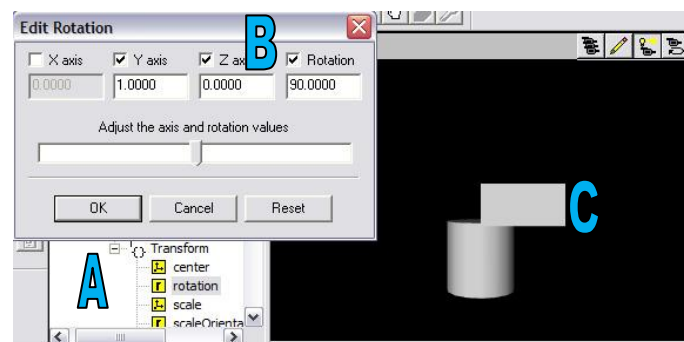 Edit Rotation
B
X axis Y axis Z ax Rotation
0.0000 1.0000 0.0000 90.0000
Adjust the axis and rotation values
OK Cancel Reset
A
Transform
center
rotation
scale
scaleOrienta
C